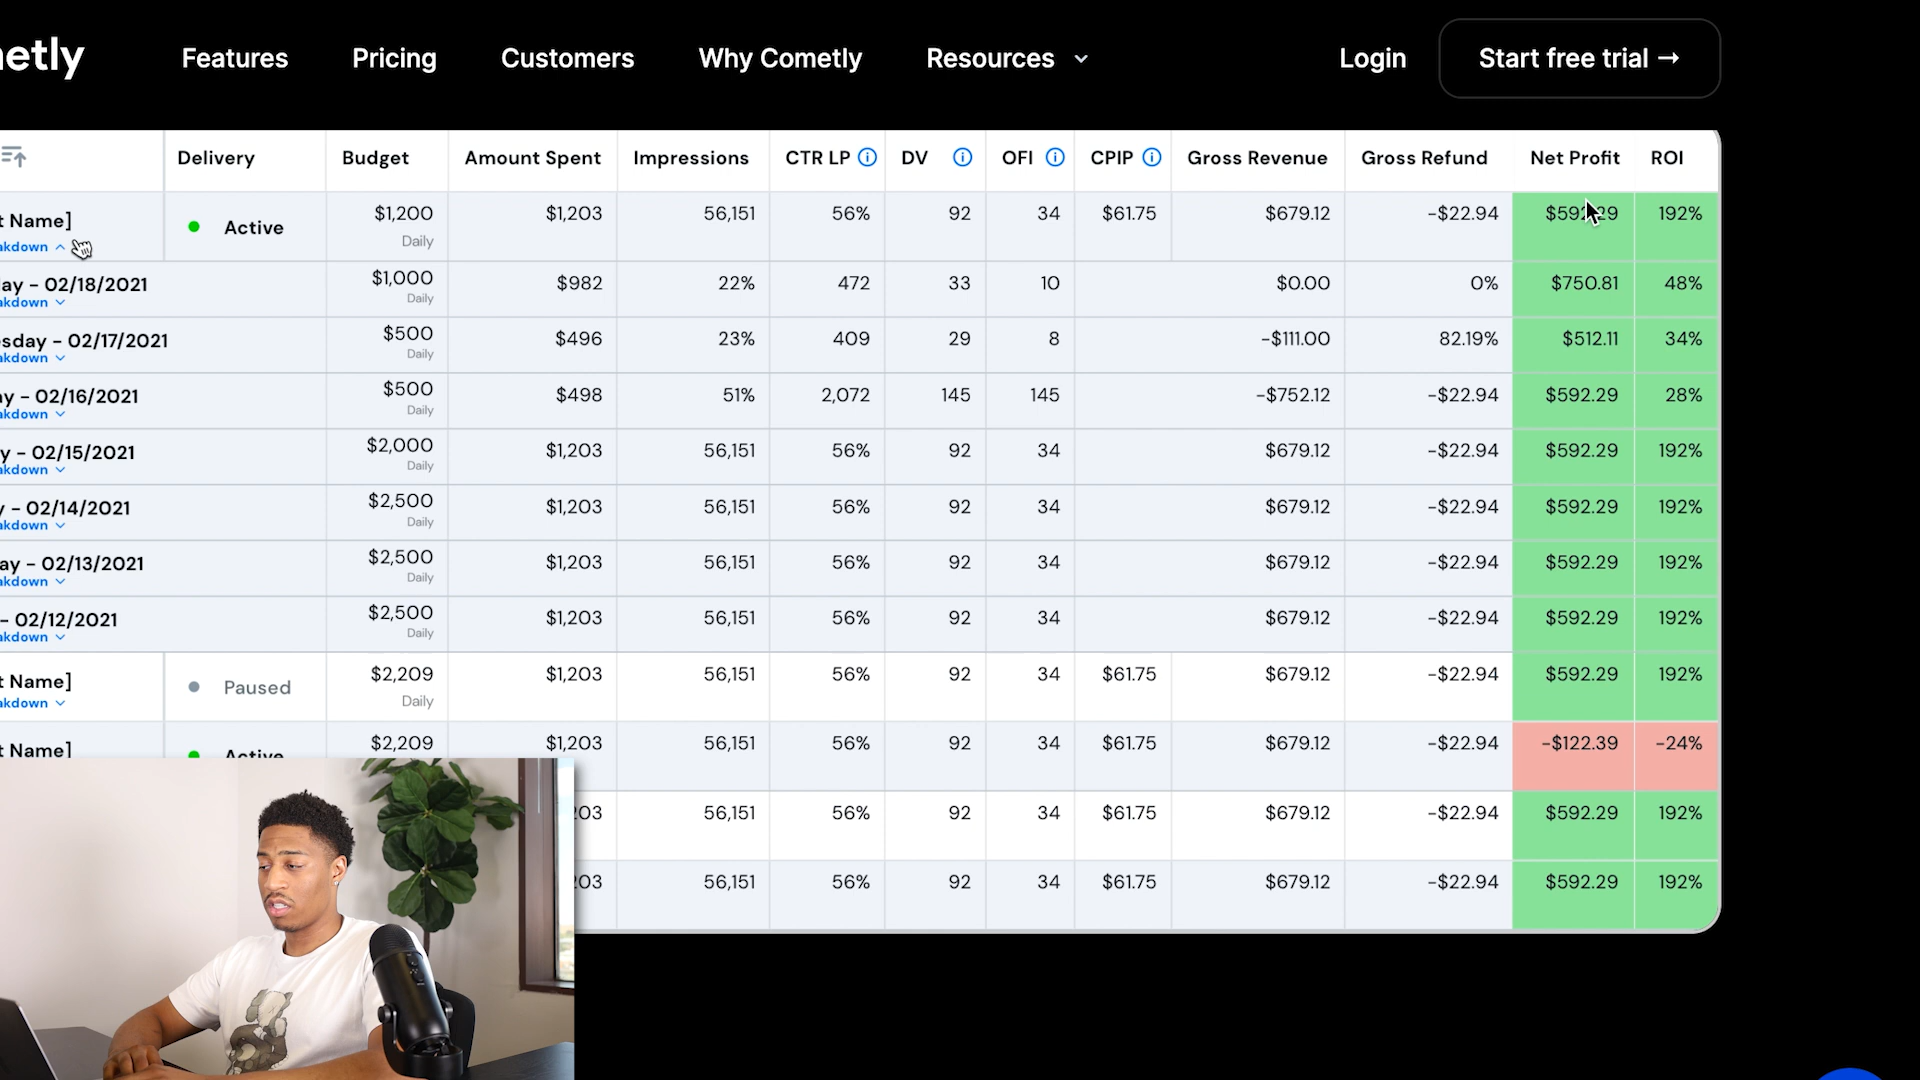 etly Features Pricing Customers Why Cometly Resources Login Start free trial →
Delivery Budget Amount Spent Impressions CTR LP DV OFI CPIP Gross Revenue Gross Refund Net Profit ROI
t Name] Active $1,200 $1,203 56,151 56% 92 34 $61.75 $679.12 -$22.94 192%
akdown Daily
ay - 02/18/2021 $1,000 $982 22% 472 33 10 $0.00 0% $750.81 48%
akdown Daily
sday - 02/17/2021 $500 $496 23% 409 29 8 -$111.00 82.19% $512.11 34%
akdown Daily
y - 02/16/2021 $500 $498 51% 2,072 145 145 -$752.12 -$22.94 $592.29 28%
akdown Daily
y - 02/15/2021 $2,000 $1,203 56,151 56% 92 34 $679.12 -$22.94 $592.29 192%
akdown Daily
y - 02/14/2021 $2,500 $1,203 56,151 56% 92 34 $679.12 -$22.94 $592.29 192%
akdown Daily
ay - 02/13/2021 $2,500 $1,203 56,151 56% 92 34 $679.12 -$22.94 $592.29 192%
akdown Daily
- 02/12/2021 $2,500 $1,203 56,151 56% 92 34 $679.12 -$22.94 $592.29 192%
akdown Daily
t Name] Paused $2,209 $1,203 56,151 56% 92 34 $61.75 $679.12 -$22.94 $592.29 192%
akdown Daily
t Name] Active $2,209 $1,203 56,151 56% 92 34 $61.75 $679.12 -$22.94 -$122.39 -24%
03 56,151 56% 92 34 $61.75 $679.12 -$22.94 $592.29 192%
03 56,151 56% 92 34 $61.75 $679.12 -$22.94 $592.29 192%